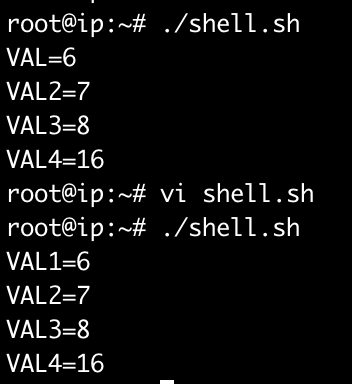 root@ip:~# ./shell.sh
VAL=6
VAL2=7
VAL3=8
VAL4=16
root@ip:~# vi shell.sh
root@ip:~# ./shell.sh
VAL1=6
VAL2=7
VAL3=8
VAL4=16